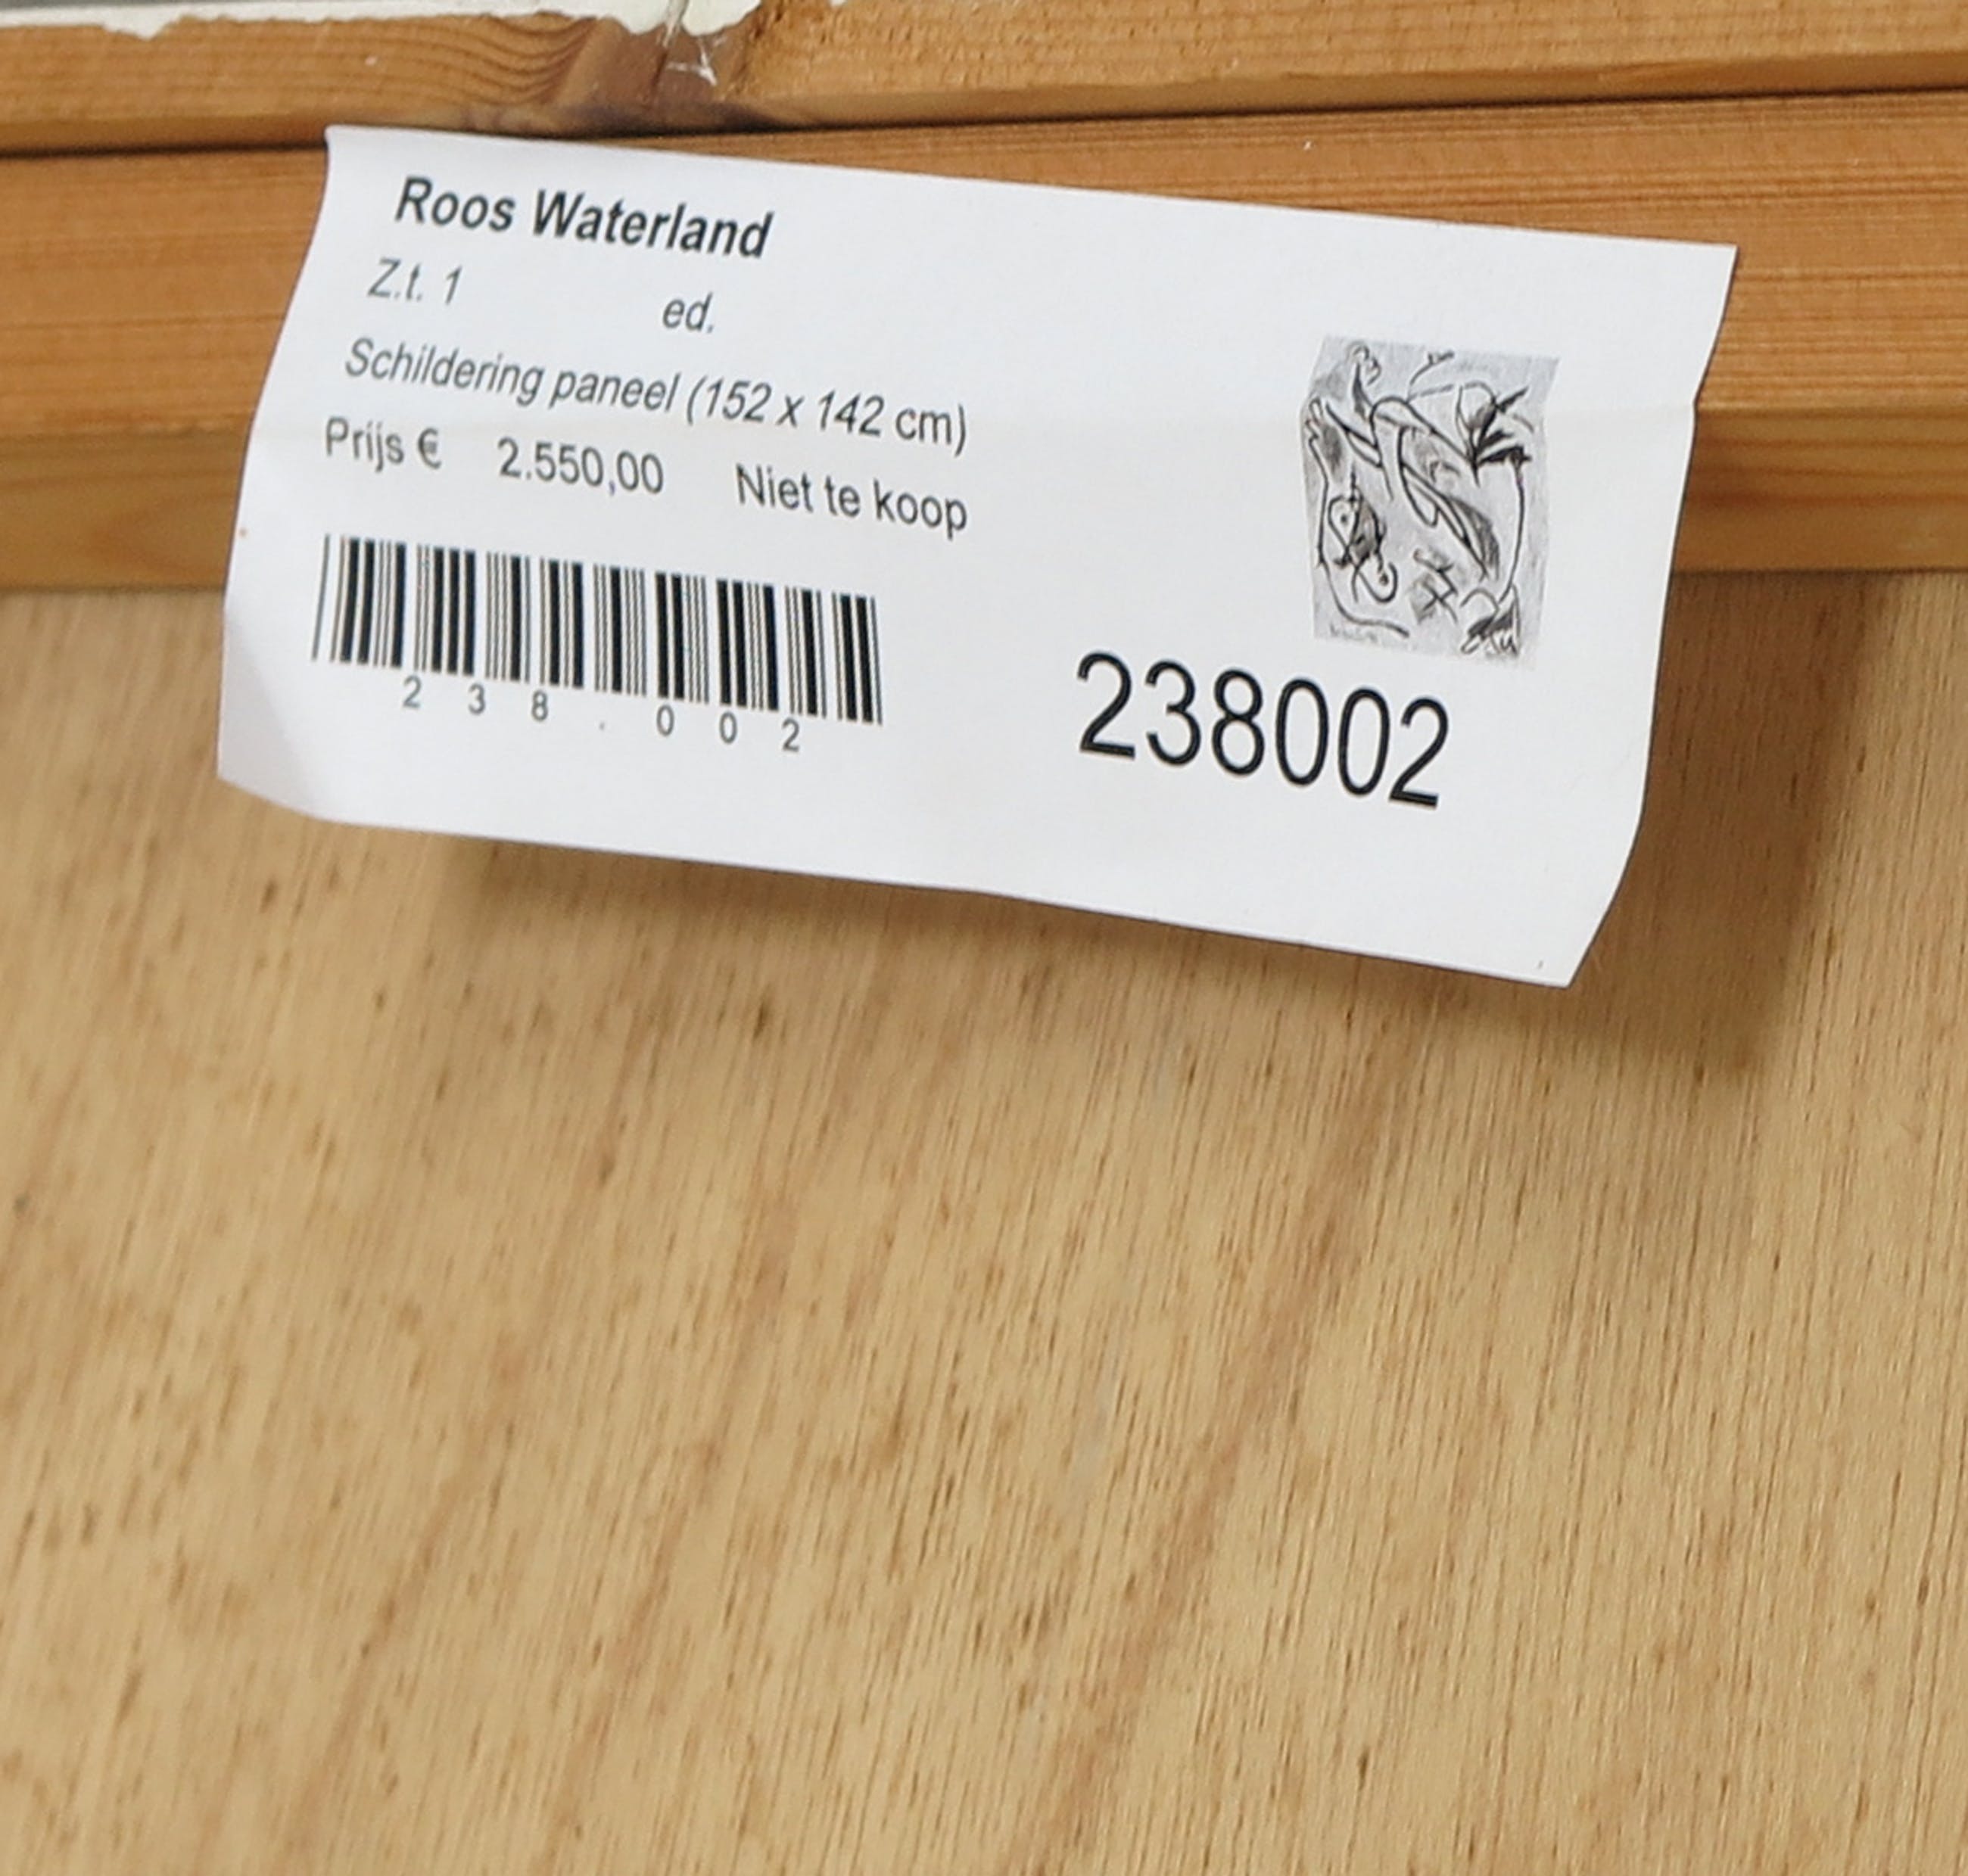 Roos Waterland
Z.t. 1 ed.
Schildering paneel (152 x 142 cm)
Prijs € 2.550,00 Niet te koop
238.002
238002